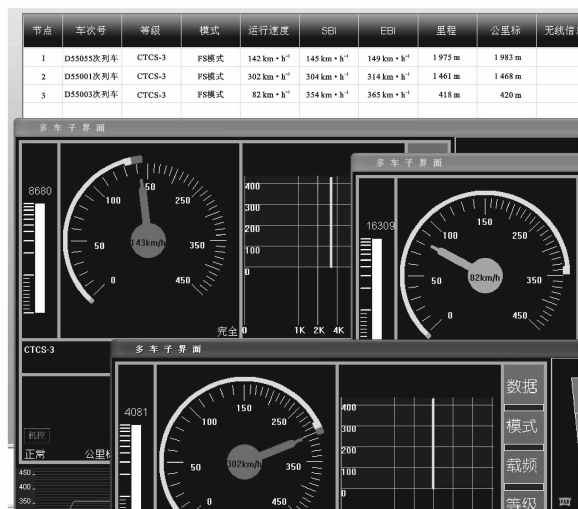 节点 车次号 等级 模式 运行速度 SBI EBI 里程 公里标 无线信
1 D55055次列车 CTCS-3 FS模式 142 km·h⁻¹ 145 km·h⁻¹ 149 km·h⁻¹ 1 975 m 1 983 m
2 D55001次列车 CTCS-3 FS模式 302 km·h⁻¹ 304 km·h⁻¹ 314 km·h⁻¹ 1 461 m 1 468 m
3 D55003次列车 CTCS-3 FS模式 82 km·h⁻¹ 354 km·h⁻¹ 365 km·h⁻¹ 418 m 420 m
多车子界面
8680
0 50 100 50 250 350 450
143km/h
400
300
200
100
0
0 1K 2K 4K
完全
CTCS-3
机控
正常 公里标
450
400
350
多车子界面
16309
0 50 100 150 250 350 450
82km/h
多车子界面
4081
0 50 100 150 250 350 450
302km/h
400
300
200
100
0
数据
模式
载频
等级
四